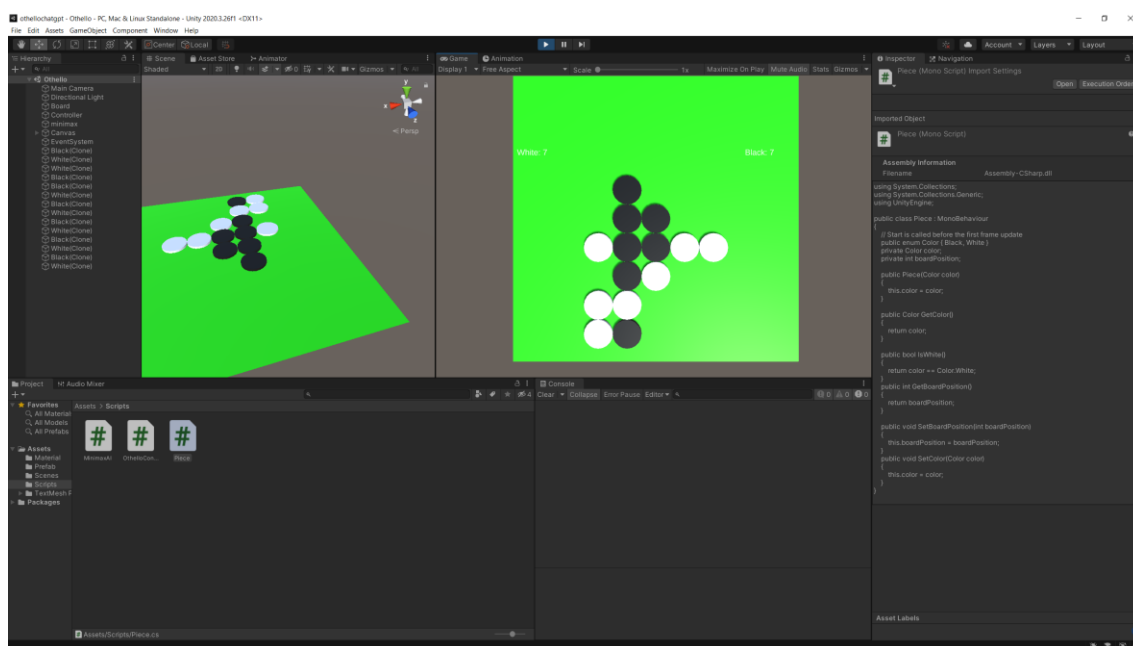 othellochatgpt - Othello - PC, Mac & Linux Standalone - Unity 2020.3.26f1 <DX11>
File Edit Assets GameObject Component Window Help
Center Local
Account Layers Layout
Hierarchy
All
Othello
Main Camera
Directional Light
Board
Controller
minimax
Canvas
EventSystem
Black(Clone)
White(Clone)
Black(Clone)
Black(Clone)
White(Clone)
Black(Clone)
White(Clone)
Black(Clone)
White(Clone)
Black(Clone)
White(Clone)
White(Clone)
Black(Clone)
White(Clone)
Scene Asset Store Animator
Shaded 2D 0 Gizmos All
y
x
z
Persp
Game Animation
Display 1 Free Aspect Scale 1x Maximize On Play Mute Audio Stats Gizmos
White: 7 Black: 7
Project Audio Mixer
4
Favorites
All Material
All Models
All Prefabs
Assets
Material
Prefab
Scenes
Scripts
TextMesh P
Packages
Assets > Scripts
MinimaxAI OthelloCon... Piece
Assets/Scripts/Piece.cs
Console
Clear Collapse Error Pause Editor 0 0 0
Inspector Navigation
Piece (Mono Script) Import Settings
Open Execution Order
Imported Object
Piece (Mono Script)
Assembly Information
Filename Assembly-CSharp.dll
using System.Collections;
using System.Collections.Generic;
using UnityEngine;
public class Piece : MonoBehaviour
{
// Start is called before the first frame update
public enum Color { Black, White }
private Color color;
private int boardPosition;
public Piece(Color color)
{
this.color = color;
}
public Color GetColor()
{
return color;
}
public bool IsWhite()
{
return color == Color.White;
}
public int GetBoardPosition()
{
return boardPosition;
}
public void SetBoardPosition(int boardPosition)
{
this.boardPosition = boardPosition;
}
public void SetColor(Color color)
{
this.color = color;
}
}
Asset Labels